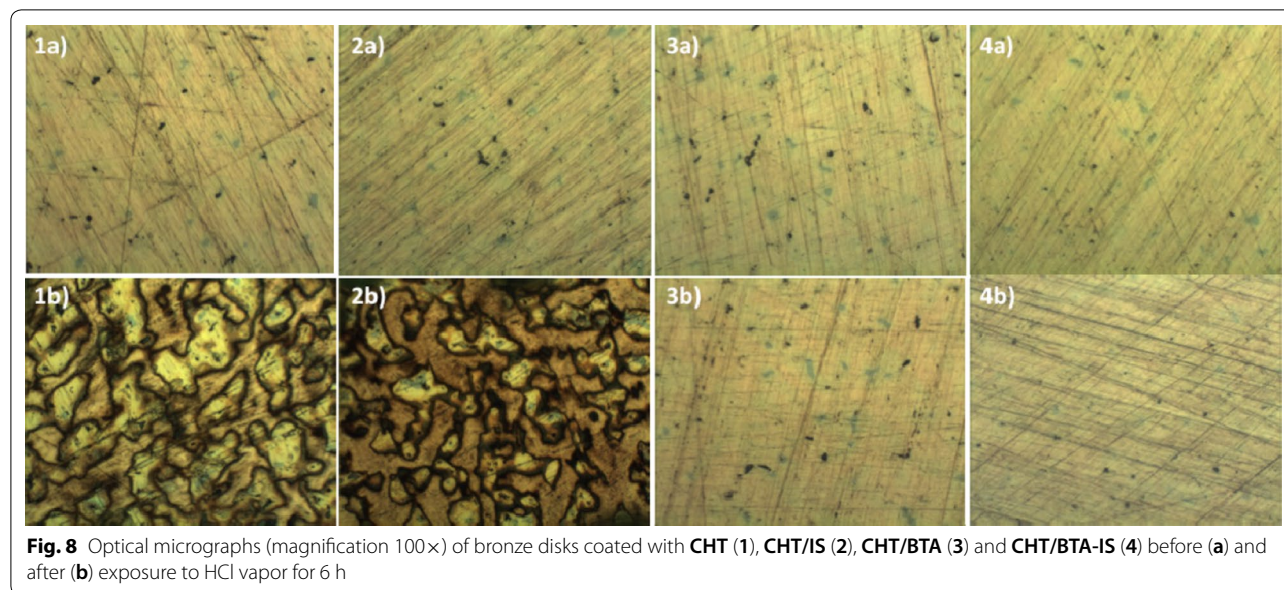 1a) 2a) 3a) 4a)
1b) 2b) 3b) 4b)
Fig. 8 Optical micrographs (magnification 100×) of bronze disks coated with CHT (1), CHT/IS (2), CHT/BTA (3) and CHT/BTA-IS (4) before (a) and
after (b) exposure to HCl vapor for 6 h